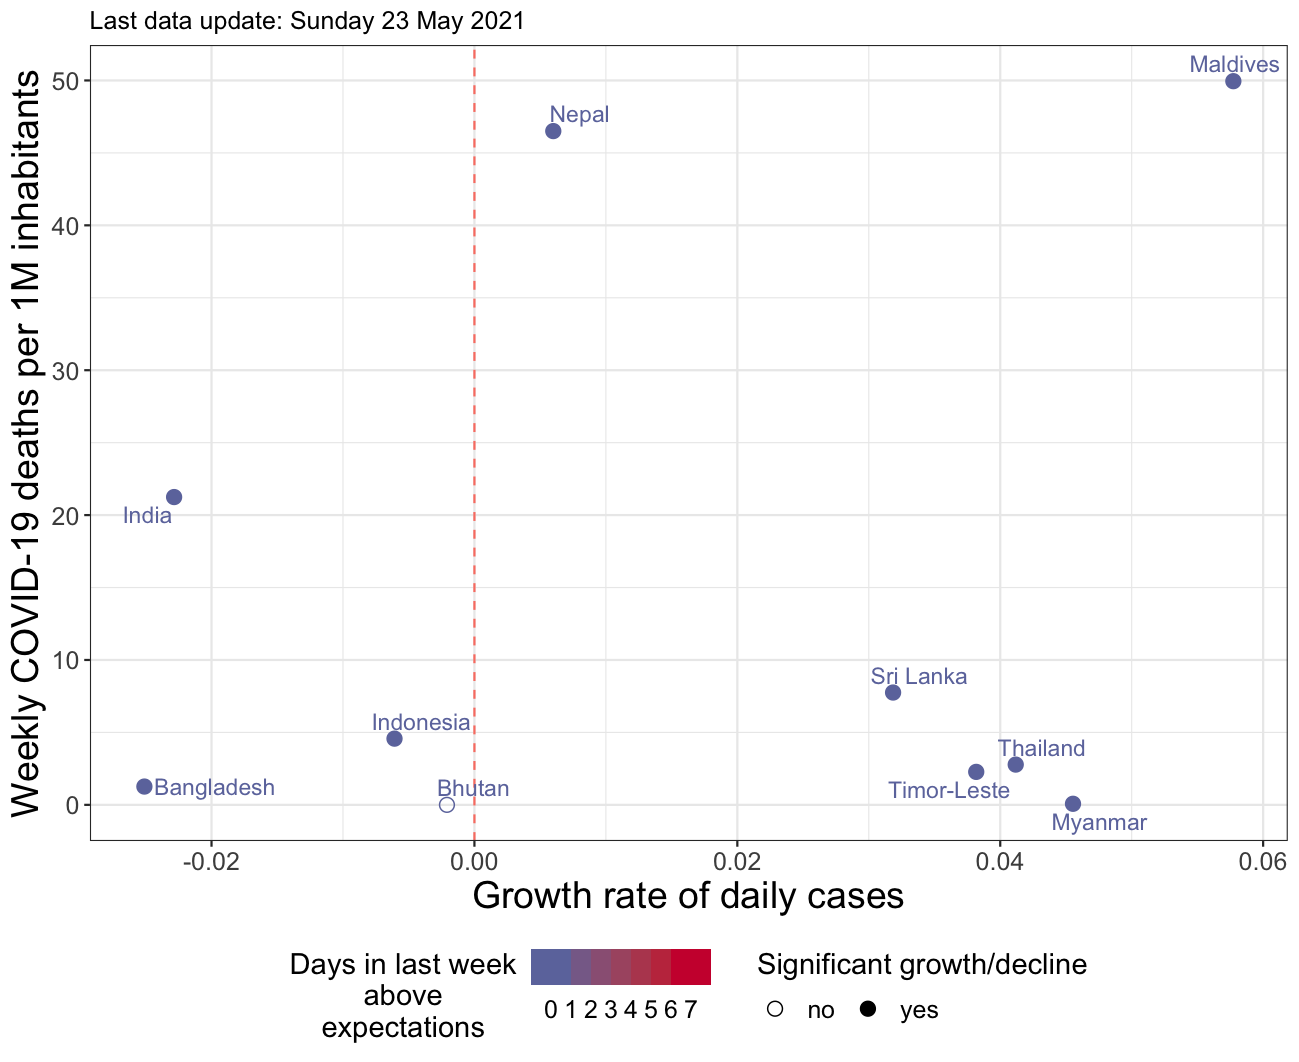 Last data update: Sunday 23 May 2021
Weekly COVID-19 deaths per 1M inhabitants
50
40
30
20
10
0
Maldives
Nepal
India
Sri Lanka
Indonesia
Thailand
Bangladesh
Bhutan
Timor-Leste
Myanmar
-0.02 0.00 0.02 0.04 0.06
Growth rate of daily cases
Days in last week
above
expectations
0 1 2 3 4 5 6 7
Significant growth/decline
no yes